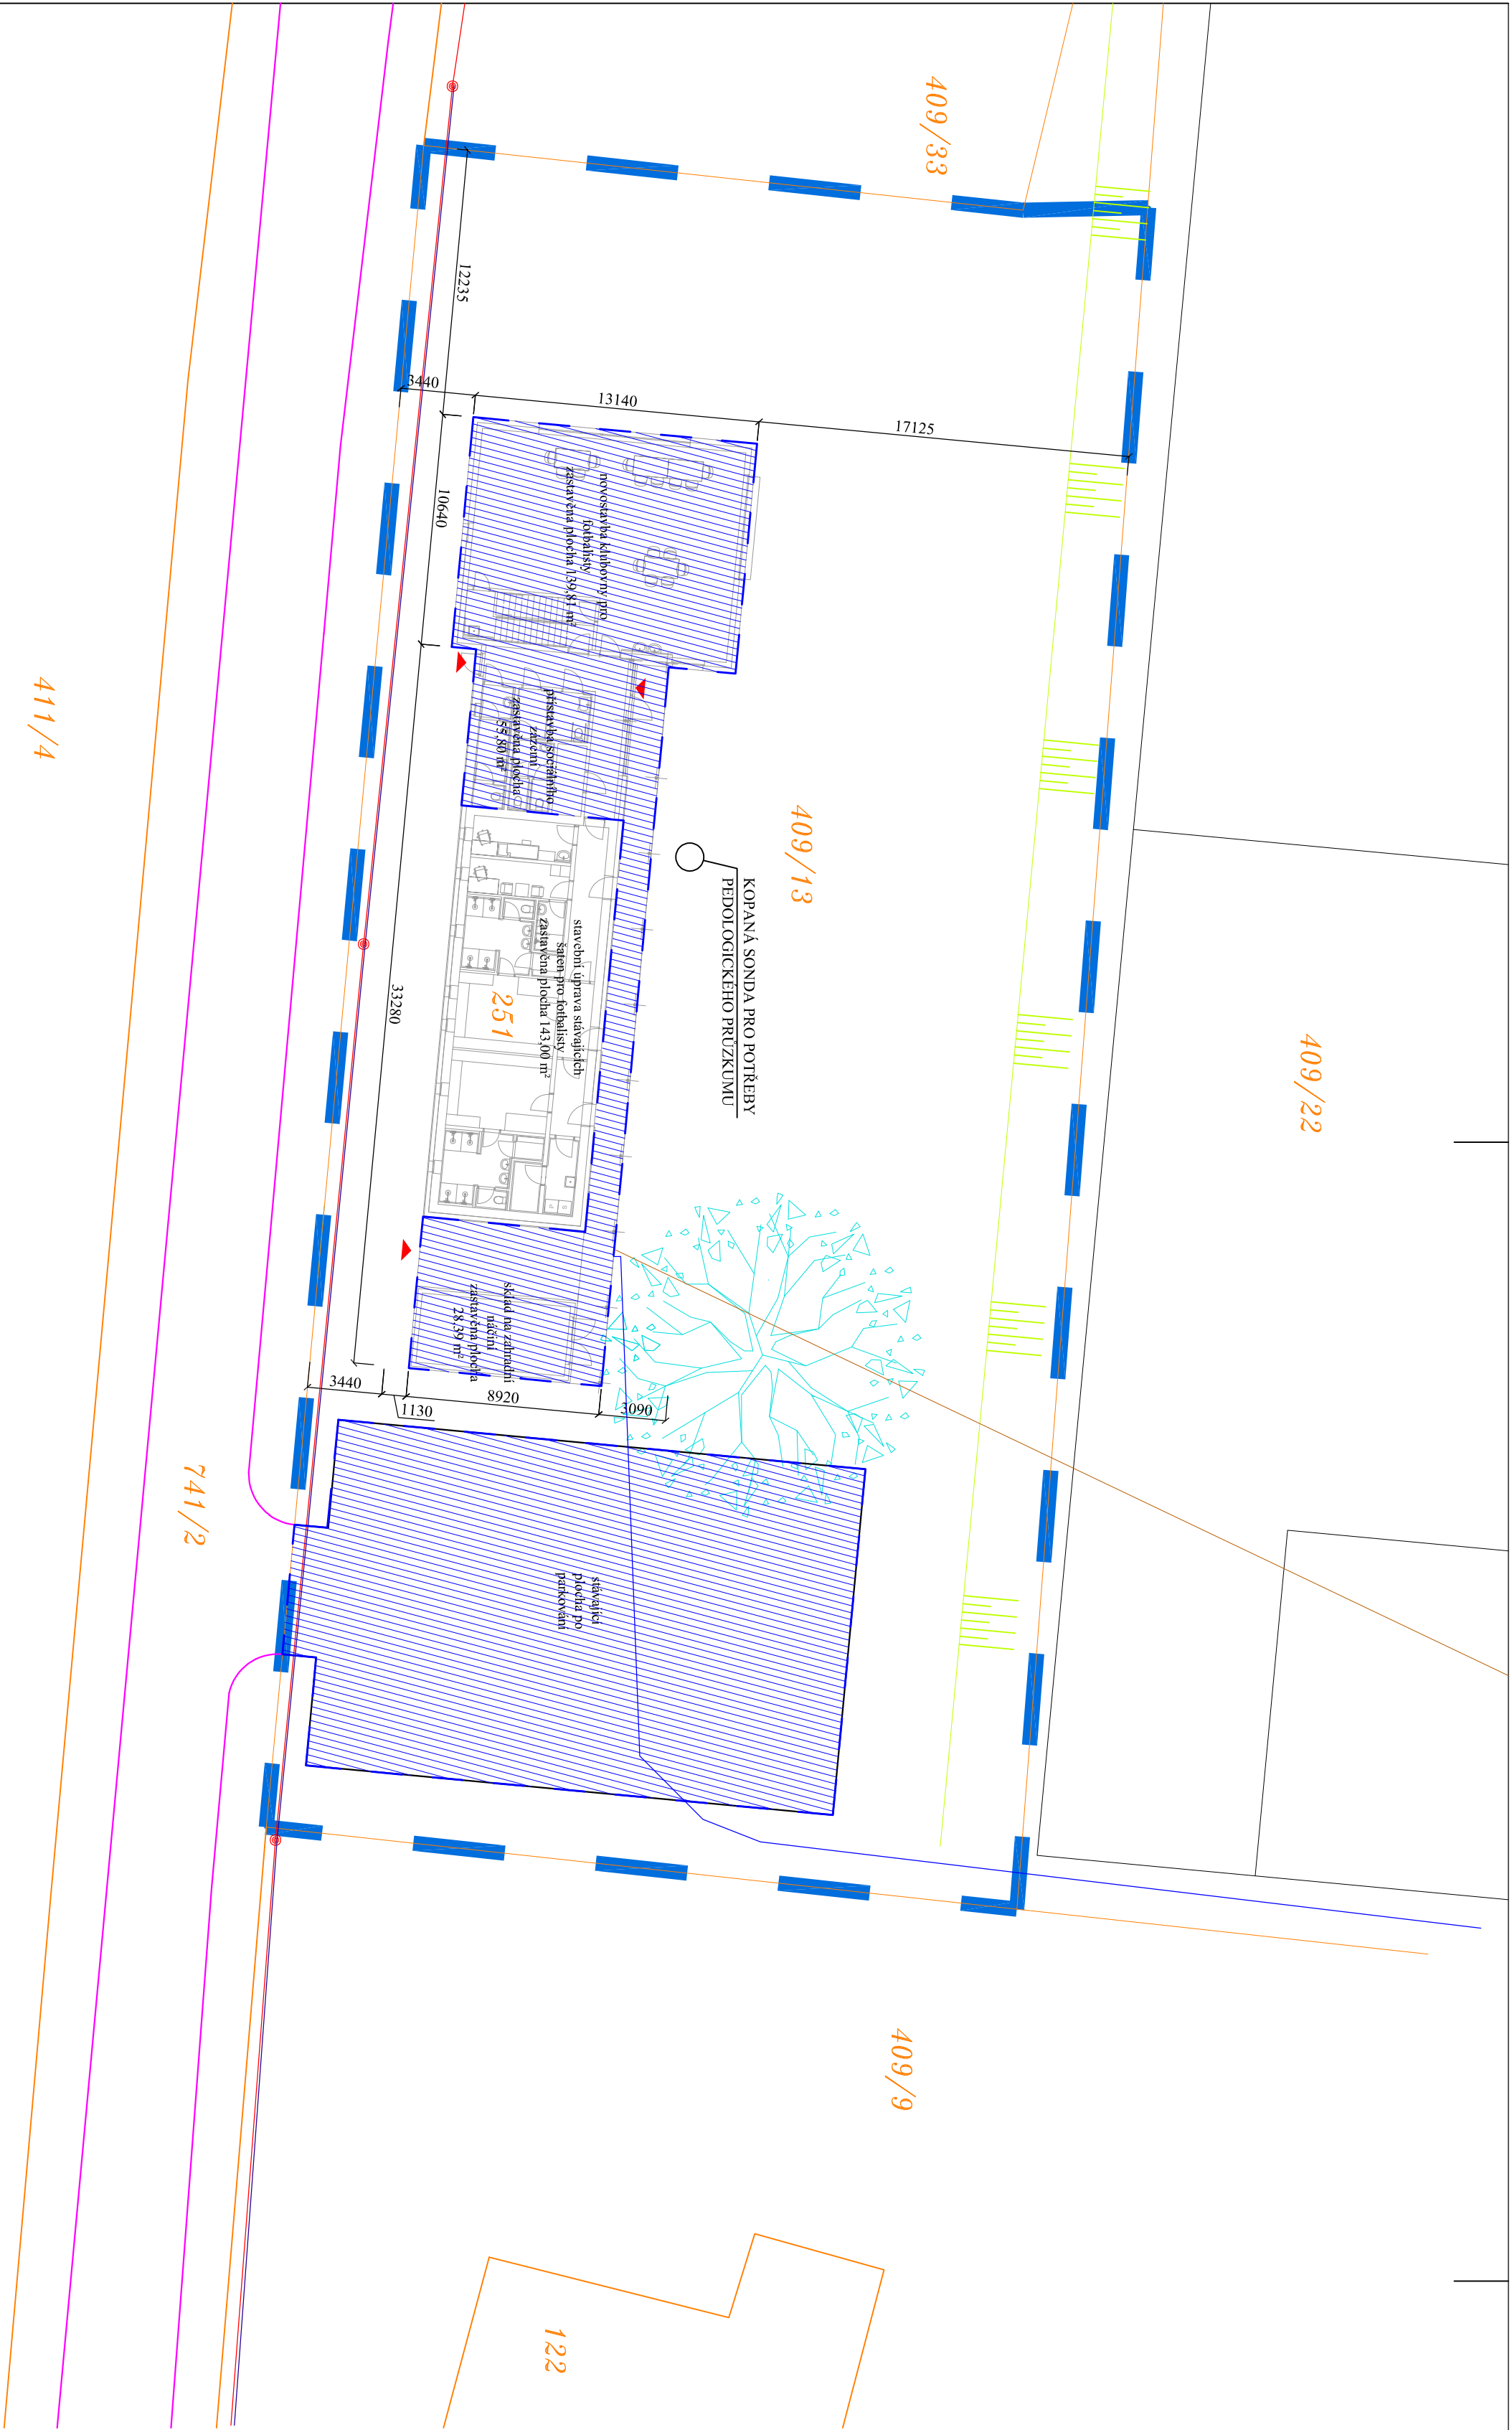 409/33
12235
3440
13140
17125
10640
novostavba klubovny pro
fotbalisty
zastavěná plocha 139,81 m²
přístavba sociálního
zázemí
zastavěná plocha
55,80 m²
409/13
KOPANÁ SONDA PRO POTŘEBY
PEDOLOGICKÉHO PRŮZKUMU
stavební úprava stávajících
šaten pro fotbalisty
zastavěná plocha 143,00 m²
251
33280
409/22
411/4
sklad na zahradní
náčiní
zastavěná plocha
28,39 m²
3440
1130
8920
3090
741/2
stávající
plocha po
parkování
409/9
122